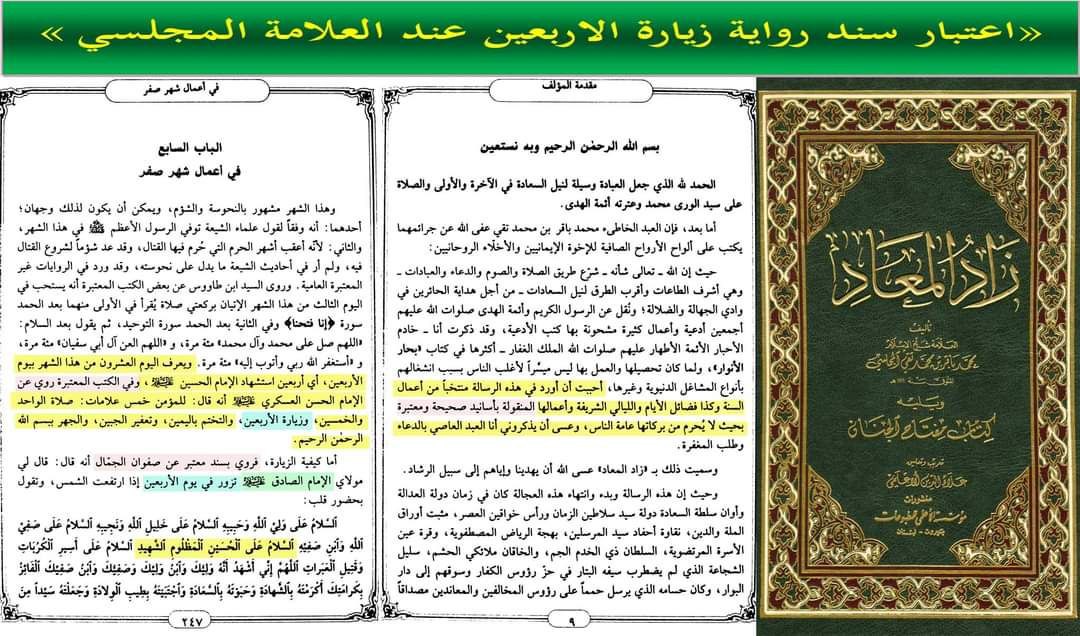 «اعتبار سند رواية زيارة الاربعين عند العلامة المجلسي »
زاد المعاد
تأليف
العلامة شيخ الإسلام
محمد باقر بن محمد تقي المجلسي
ويليه
كتاب مفتاح الجنان
تعريب وتعليق
علاء الدين الأعلمي
منشورات
مؤسسة الأعلمي للمطبوعات
بيروت - لبنان
مقدمة المؤلف
بسم الله الرحمن الرحيم وبه نستعين
الحمد لله الذي جعل العبادة وسيلة لنيل السعادة في الآخرة والأولى والصلاة
على سيد الورى محمد وعترته أئمة الهدى.
أما بعد، فإن العبد الخاطىء محمد باقر بن محمد تقي عفى الله عن جرائمهما
يكتب على ألواح الأرواح الصافية للإخوة الإيمانيين والأخلّاء الروحانيين:
حيث إن الله ـ تعالى شأنه ـ شرّع طريق الصلاة والصوم والدعاء والعبادات ـ
وهي أشرف الطاعات وأقرب الطرق لنيل السعادات ـ من أجل هداية الحائرين في
وادي الجهالة والضلالة؛ ونُقل عن الرسول الكريم وأئمة الهدى صلوات الله عليهم
أجمعين أدعية وأعمال كثيرة مشحونة بها كتب الأدعية، وقد ذكرت أنا ـ خادم
الأخبار الأئمة الأطهار عليهم صلوات الله الملك الغفار ـ أكثرها في كتاب «بحار
الأنوار»، ولما كان تحصيلها والعمل بها ليس ميسّراً لأغلب الناس بسبب انشغالهم
بأنواع المشاغل الدنيوية وغيرها، أحببت أن أورد في هذه الرسالة منتخباً من أعمال
السنة وكذا فضائل الأيام والليالي الشريفة وأعمالها المنقولة بأسانيد صحيحة ومعتبرة
بحيث لا يُحرم من بركاتها عامة الناس، وعسى أن يذكروني أنا العبد العاصي بالدعاء
وطلب المغفرة.
وسميت ذلك بـ «زاد المعاد» عسى الله أن يهدينا وإياهم إلى سبيل الرشاد.
وحيث إن هذه الرسالة وبدء وانتهاء هذه العجالة كان في زمان دولة العدالة
وأوان سلطة السعادة دولة سيد سلاطين الزمان ورأس خواقين العصر، مثبت أوراق
الملة والدين، نقاوة أحفاد سيد المرسلين، بهجة الرياض المصطفوية، وقرة عين
الأسرة المرتضوية، السلطان ذي الخدم الجم، والخاقان ملائكي الحشم، سليل
الشجاعة الذي لم يضطرب سيفه البتار في حزّ رؤوس الكفار وسوقهم إلى دار
البوار، وكان حسامه الذي يرسل حمماً على رؤوس المخالفين والمعاندين مصداقاً
٩
في أعمال شهر صفر
الباب السابع
في أعمال شهر صفر
وهذا الشهر مشهور بالنحوسة والشؤم، ويمكن أن يكون لذلك وجهان؛
أحدهما: أنه وفقاً لقول علماء الشيعة توفي الرسول الأعظم ﷺ في هذا الشهر،
والثاني: لأنّه أعقب أشهر الحرم التي حُرم فيها القتال، وقد عد شؤماً لشروع القتال
فيه، ولم أر في أحاديث الشيعة ما يدل على نحوسته، وقد ورد في الروايات غير
المعتبرة العامية. وروى السيد ابن طاووس عن بعض الكتب المعتبرة أنه يستحب في
اليوم الثالث من هذا الشهر الإتيان بركعتي صلاة يُقرأ في الأولى منهما بعد الحمد
سورة ﴿إنا فتحنا﴾ وفي الثانية بعد الحمد سورة التوحيد، ثم يقول بعد السلام:
«اللهم صل على محمد وآل محمد» مئة مرة، و«اللهم العن آل أبي سفيان» مئة مرة،
و «أستغفر الله ربي وأتوب إليه» مئة مرة. ويعرف اليوم العشرون من هذا الشهر بيوم
الأربعين، أي أربعين استشهاد الإمام الحسين ﷺ، وفي الكتب المعتبرة روي عن
الإمام الحسن العسكري ﷺ أنه قال: للمؤمن خمس علامات: صلاة الواحد
والخمسين، وزيارة الأربعين، والتختم باليمين، وتعفير الجبين، والجهر ببسم الله
الرحمن الرحيم.
أما كيفية الزيارة، فروي بسند معتبر عن صفوان الجمّال أنه قال: قال لي
مولاي الإمام الصادق ﷺ تزور في يوم الأربعين إذا ارتفعت الشمس، وتقول
بحضور قلب:
اَلسَّلامُ عَلى وَلِيِّ اللَّهِ وَحَبيبِهِ اَلسَّلامُ عَلى خَليلِ اللَّهِ وَنَجيبِهِ اَلسَّلامُ عَلى صَفِيِّ
اللَّهِ وَابْنِ صَفِيِّهِ اَلسَّلامُ عَلَى الْحُسَيْنِ الْمَظْلُومِ الشَّهيدِ اَلسَّلامُ عَلى أَسيرِ الْكُرُباتِ
وَقَتيلِ الْعَبَراتِ اَللَّهُمَّ إِنّي أَشْهَدُ أَنَّهُ وَلِيُّكَ وَابْنُ وَلِيِّكَ وَصَفِيُّكَ وَابْنُ صَفِيِّكَ الْفائِزُ
بِكَرامَتِكَ أَكْرَمْتَهُ بِالشَّهادَةِ وَحَبَوْتَهُ بِالسَّعادَةِ وَاجْتَبَيْتَهُ بِطيبِ الْوِلادَةِ وَجَعَلْتَهُ سَيِّداً مِنَ
٢٤٧